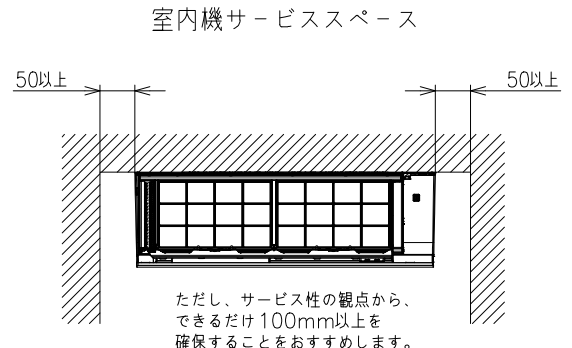 室内機サービススペース
50以上
50以上
ただし、サービス性の観点から、
できるだけ100mm以上を
確保することをおすすめします。